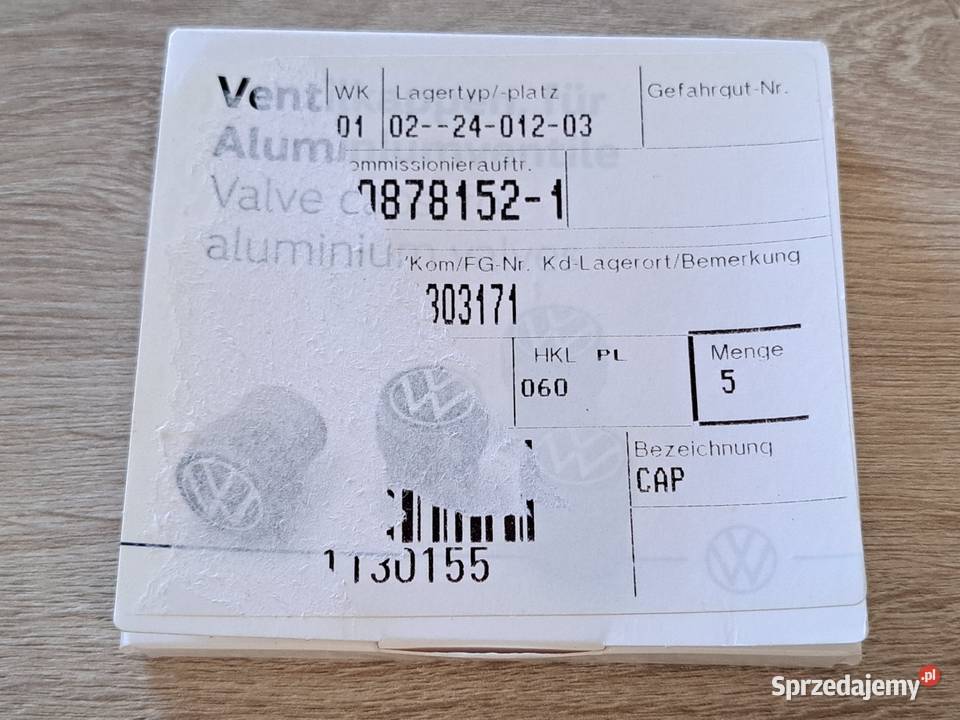 WK Lagertyp/-platz Gefahrgut-Nr.
01 02--24-012-03
Vent
Alum
Valve
aluminium
ommissionierauftr.
0878152-1
Kom/FG-Nr. Kd-Lagerort/Bemerkung
303171
HKL PL Menge
060 5
Bezeichnung
CAP
1130155
Sprzedajemy.pl